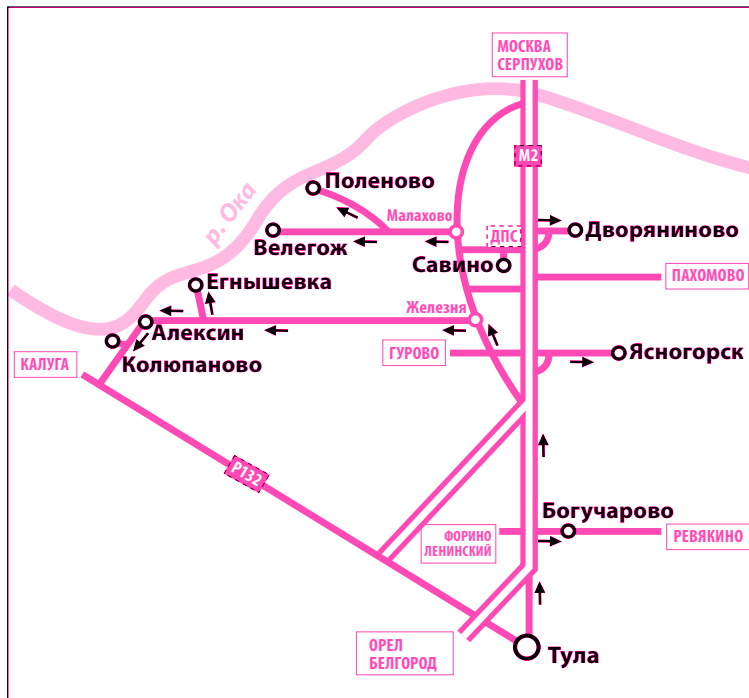 МОСКВА
СЕРПУХОВ
М2
Поленово
р. Ока
Малахово
ДПС
Дворяниново
Велегож
Савино
Егнышевка
ПАХОМОВО
Железня
Алексин
ГУРОВО
Ясногорск
КАЛУГА
Колюпаново
Р132
Богучарово
ФОРИНО
ЛЕНИНСКИЙ
РЕВЯКИНО
ОРЕЛ
БЕЛГОРОД
Тула